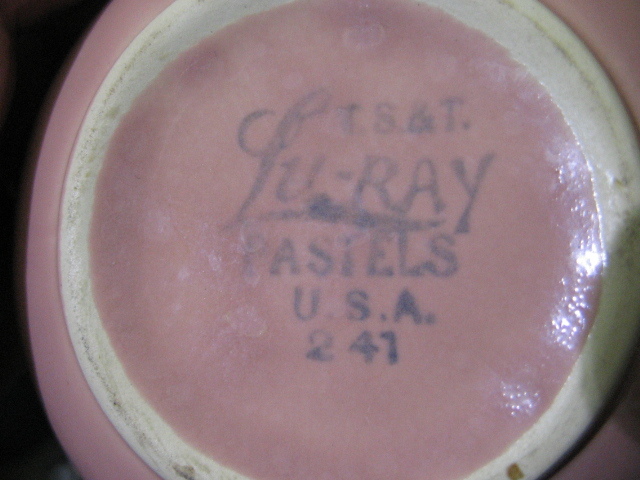 T.S.&T.
Lu-RAY
PASTELS
U.S.A.
2 41